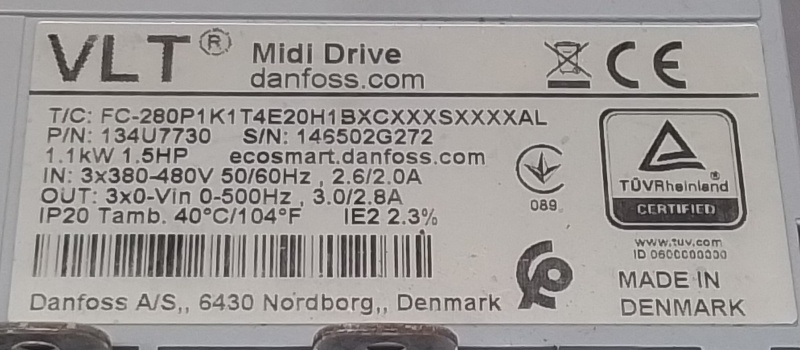 VLT® Midi Drive
danfoss.com
CE
T/C: FC-280P1K1T4E20H1BXCXXXSXXXXAL
P/N: 134U7730 S/N: 146502G272
1.1kW 1.5HP ecosmart.danfoss.com
IN: 3x380-480V 50/60Hz, 2.6/2.0A
OUT: 3x0-Vin 0-500Hz, 3.0/2.8A
IP20 Tamb. 40°C/104°F IE2 2.3%
089
TÜVRheinland®
CERTIFIED
www.tuv.com
ID 0600000000
MADE IN
DENMARK
Danfoss A/S,, 6430 Nordborg,, Denmark